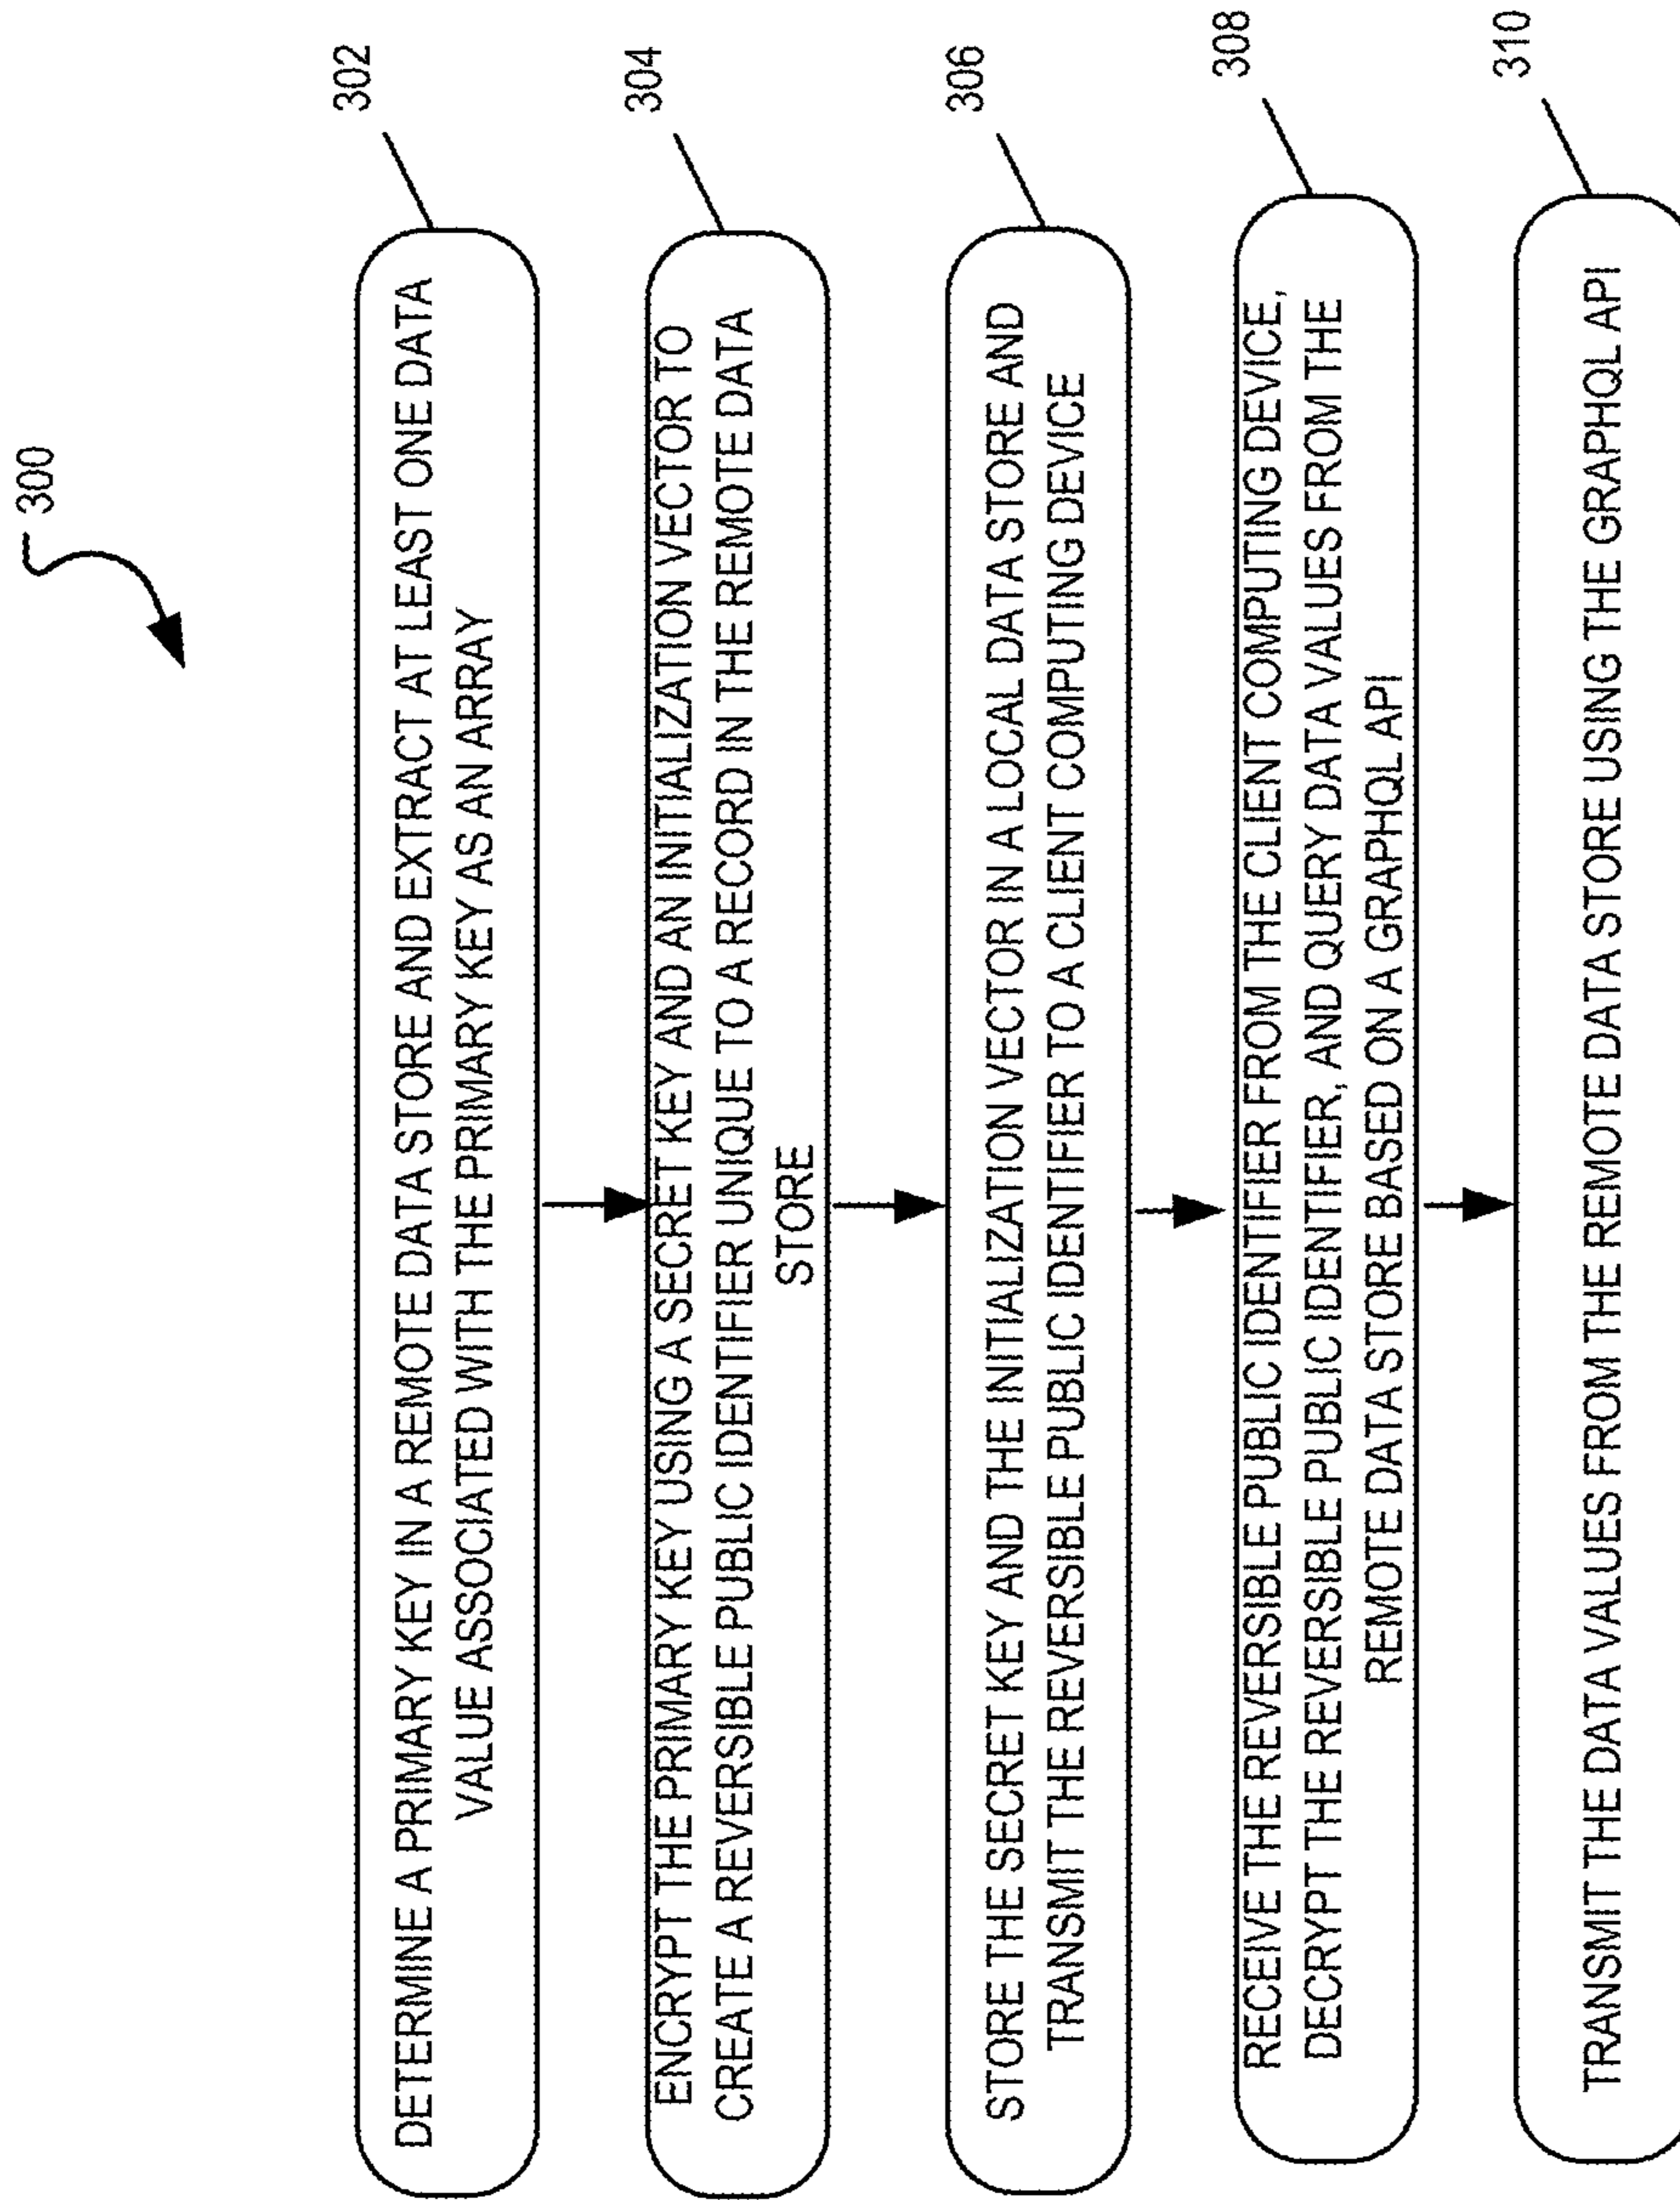 300
302
DETERMINE A PRIMARY KEY IN A REMOTE DATA STORE AND EXTRACT AT LEAST ONE DATA
VALUE ASSOCIATED WITH THE PRIMARY KEY AS AN ARRAY
304
ENCRYPT THE PRIMARY KEY USING A SECRET KEY AND AN INITIALIZATION VECTOR TO
CREATE A REVERSIBLE PUBLIC IDENTIFIER UNIQUE TO A RECORD IN THE REMOTE DATA
STORE
306
STORE THE SECRET KEY AND THE INITIALIZATION VECTOR IN A LOCAL DATA STORE AND
TRANSMIT THE REVERSIBLE PUBLIC IDENTIFIER TO A CLIENT COMPUTING DEVICE
308
RECEIVE THE REVERSIBLE PUBLIC IDENTIFIER FROM THE CLIENT COMPUTING DEVICE,
DECRYPT THE REVERSIBLE PUBLIC IDENTIFIER, AND QUERY DATA VALUES FROM THE
REMOTE DATA STORE BASED ON A GRAPHQL API
310
TRANSMIT THE DATA VALUES FROM THE REMOTE DATA STORE USING THE GRAPHQL API